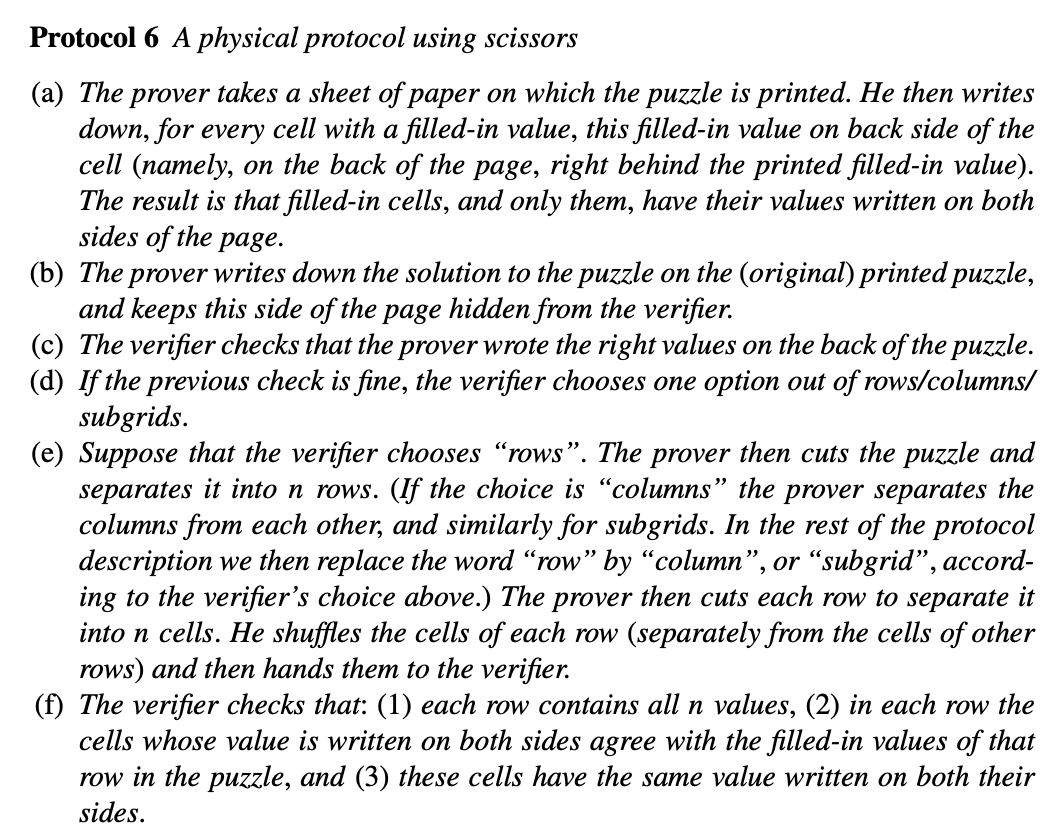 Protocol 6 A physical protocol using scissors
(a) The prover takes a sheet of paper on which the puzzle is printed. He then writes
down, for every cell with a filled-in value, this filled-in value on back side of the
cell (namely, on the back of the page, right behind the printed filled-in value).
The result is that filled-in cells, and only them, have their values written on both
sides of the page.
(b) The prover writes down the solution to the puzzle on the (original) printed puzzle,
and keeps this side of the page hidden from the verifier.
(c) The verifier checks that the prover wrote the right values on the back of the puzzle.
(d) If the previous check is fine, the verifier chooses one option out of rows/columns/
subgrids.
(e) Suppose that the verifier chooses “rows”. The prover then cuts the puzzle and
separates it into n rows. (If the choice is “columns” the prover separates the
columns from each other, and similarly for subgrids. In the rest of the protocol
description we then replace the word “row” by “column”, or “subgrid”, accord-
ing to the verifier’s choice above.) The prover then cuts each row to separate it
into n cells. He shuffles the cells of each row (separately from the cells of other
rows) and then hands them to the verifier.
(f) The verifier checks that: (1) each row contains all n values, (2) in each row the
cells whose value is written on both sides agree with the filled-in values of that
row in the puzzle, and (3) these cells have the same value written on both their
sides.